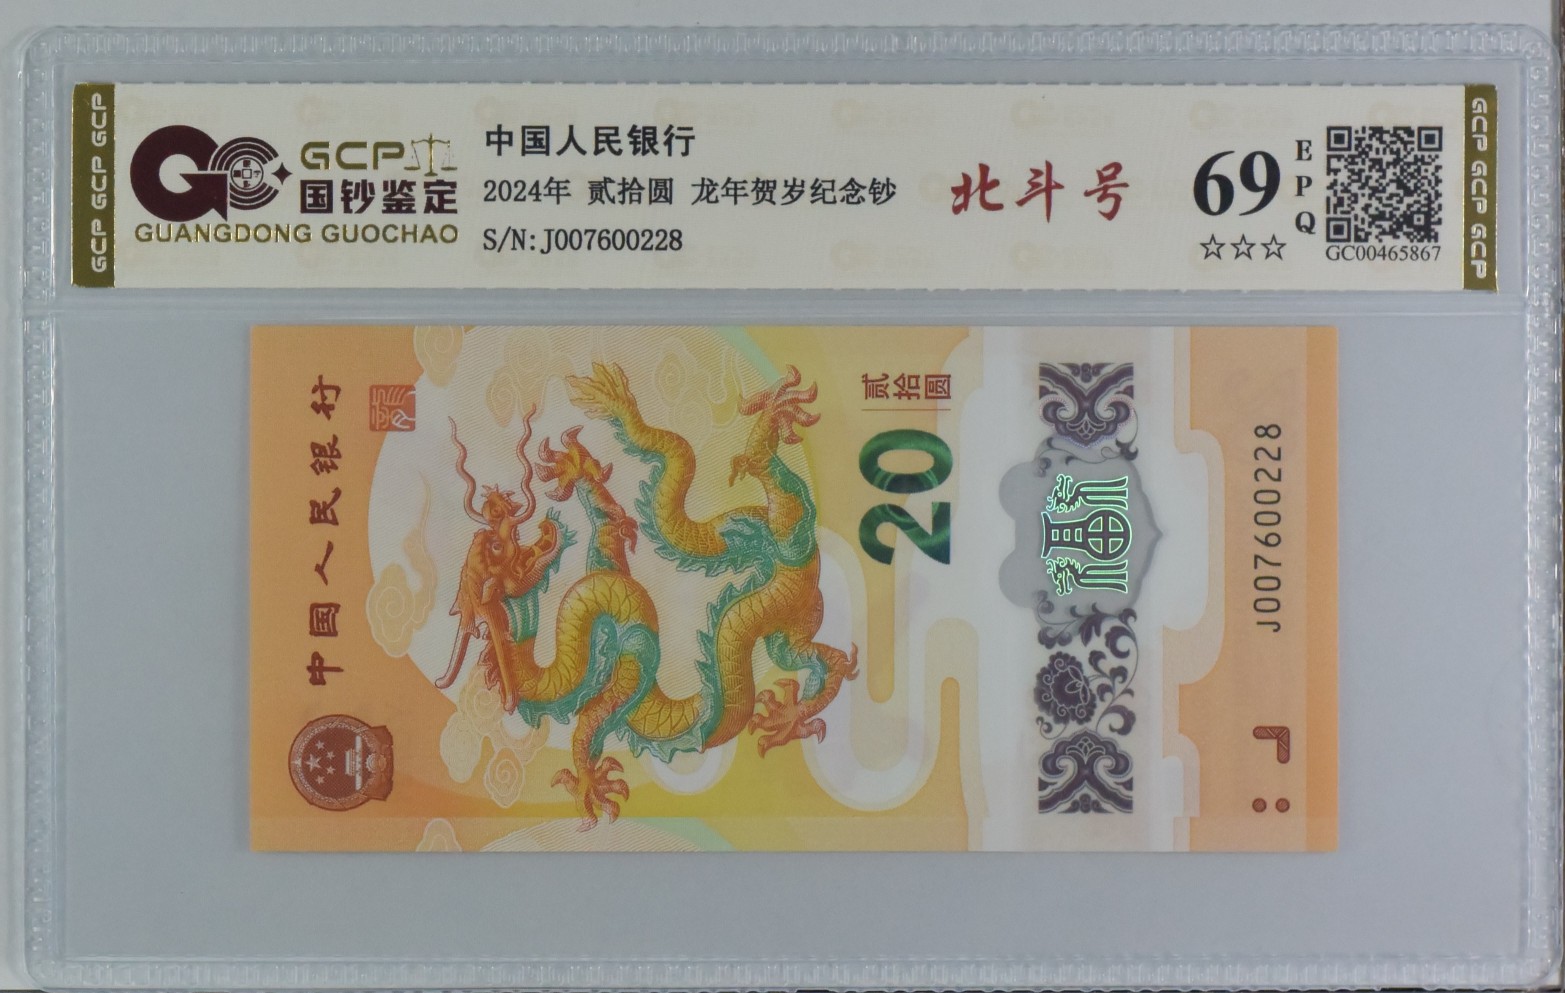 GCP GCP GCP
GCP
国钞鉴定
GUANGDONG GUOCHAO
中国人民银行
2024年 贰拾圆 龙年贺岁纪念钞
S/N:J007600228
北斗号
69
EPQ
☆☆☆
GC00465867
GCP GCP GCP
中国人民银行
贰拾圆
20
J007600228